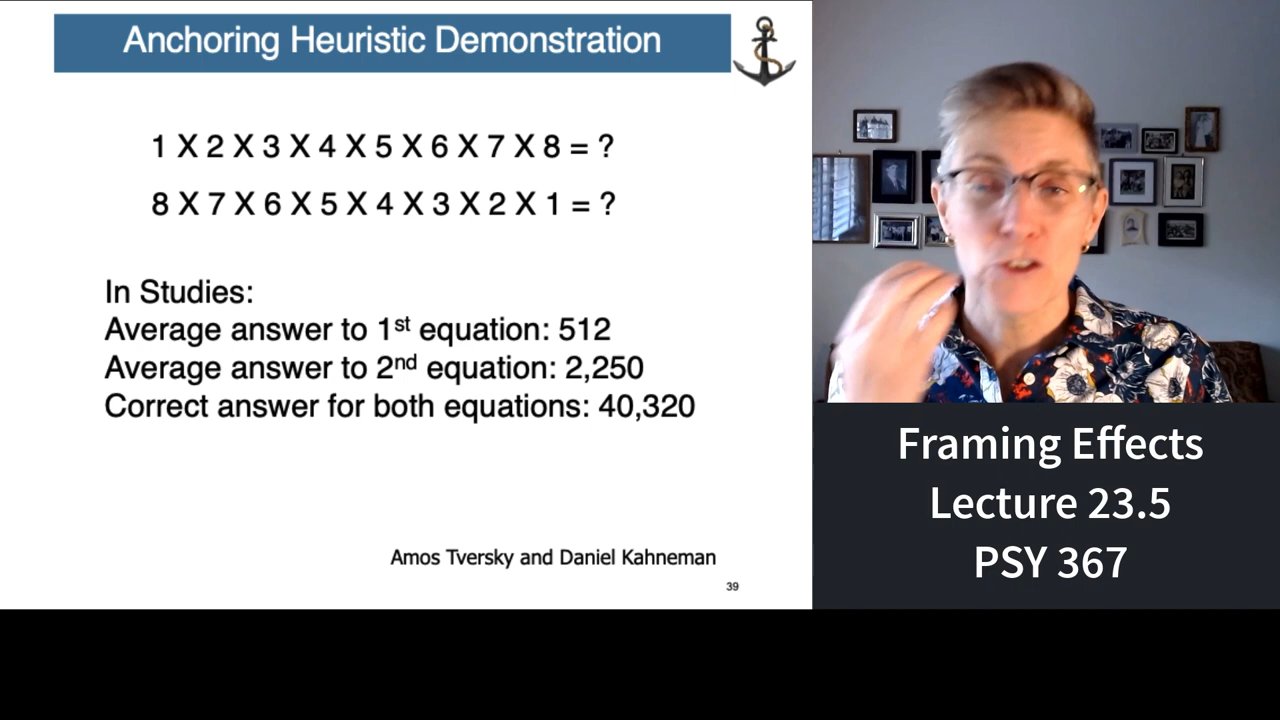 Anchoring Heuristic Demonstration
1 X 2 X 3 X 4 X 5 X 6 X 7 X 8 = ?
8 X 7 X 6 X 5 X 4 X 3 X 2 X 1 = ?
In Studies:
Average answer to 1st equation: 512
Average answer to 2nd equation: 2,250
Correct answer for both equations: 40,320
Amos Tversky and Daniel Kahneman
39
Framing Effects
Lecture 23.5
PSY 367